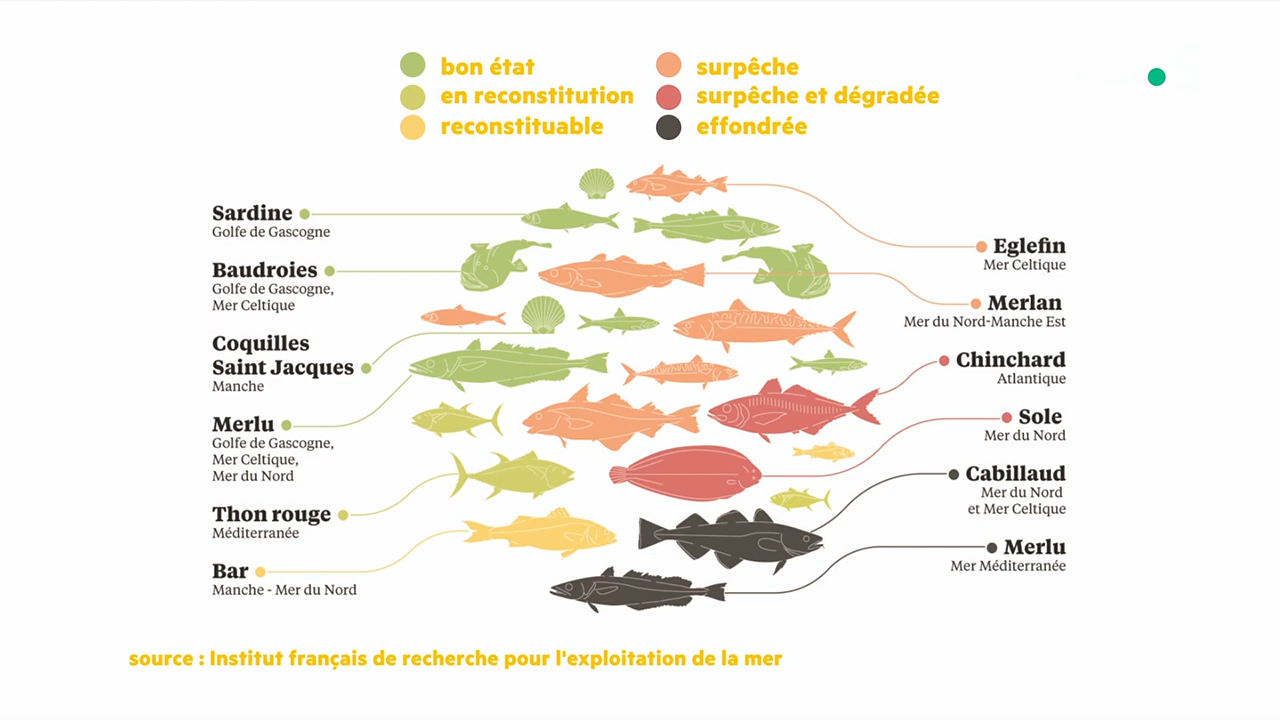 bon état
en reconstitution
reconstituable
surpêche
surpêche et dégradée
effondrée
Sardine
Golfe de Gascogne
Baudroies
Golfe de Gascogne,
Mer Celtique
Coquilles
Saint Jacques
Manche
Merlu
Golfe de Gascogne,
Mer Celtique,
Mer du Nord
Thon rouge
Méditerranée
Bar
Manche - Mer du Nord
Eglefin
Mer Celtique
Merlan
Mer du Nord-Manche Est
Chinchard
Atlantique
Sole
Mer du Nord
Cabillaud
Mer du Nord
et Mer Celtique
Merlu
Mer Méditerranée
source : Institut français de recherche pour l'exploitation de la mer